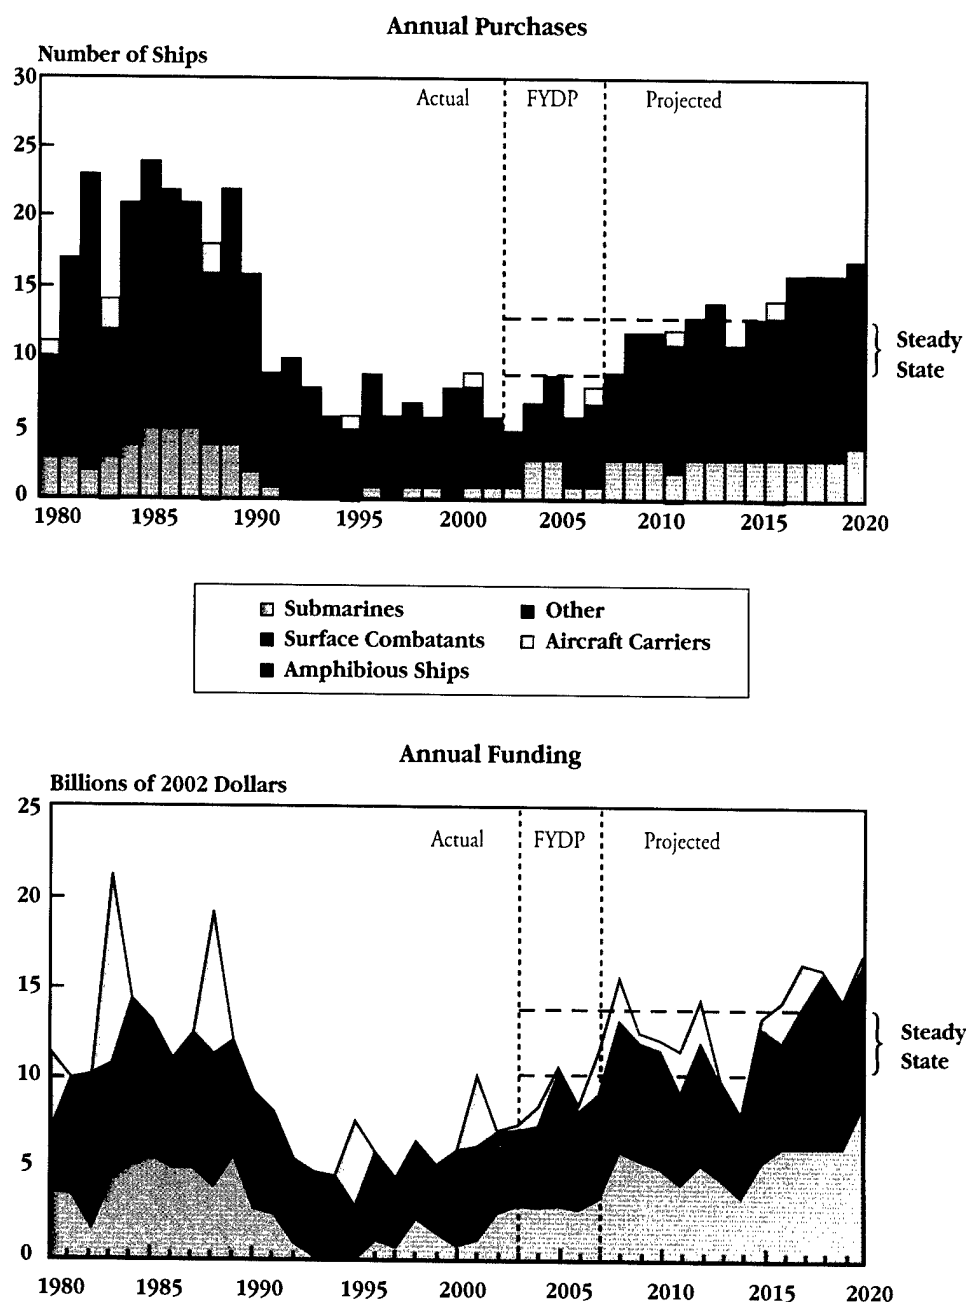 Annual Purchases
Number of Ships
30
25
20
15
10
5
0
Actual
FYDP
Projected
Steady
State
1980 1985 1990 1995 2000 2005 2010 2015 2020
Submarines
Other
Surface Combatants
Aircraft Carriers
Amphibious Ships
Annual Funding
Billions of 2002 Dollars
25
20
15
10
5
0
Actual
FYDP
Projected
Steady
State
1980 1985 1990 1995 2000 2005 2010 2015 2020